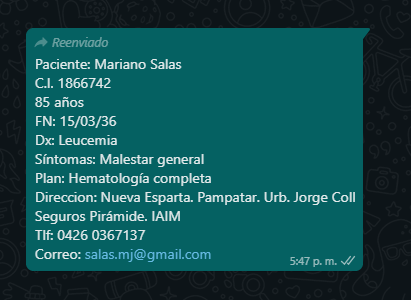 Reenviado
Paciente: Mariano Salas
C.I. 1866742
85 años
FN: 15/03/36
Dx: Leucemia
Síntomas: Malestar general
Plan: Hematología completa
Direccion: Nueva Esparta. Pampatar. Urb. Jorge Coll
Seguros Pirámide. IAIM
Tlf: 0426 0367137
Correo: salas.mj@gmail.com
5:47 p. m.